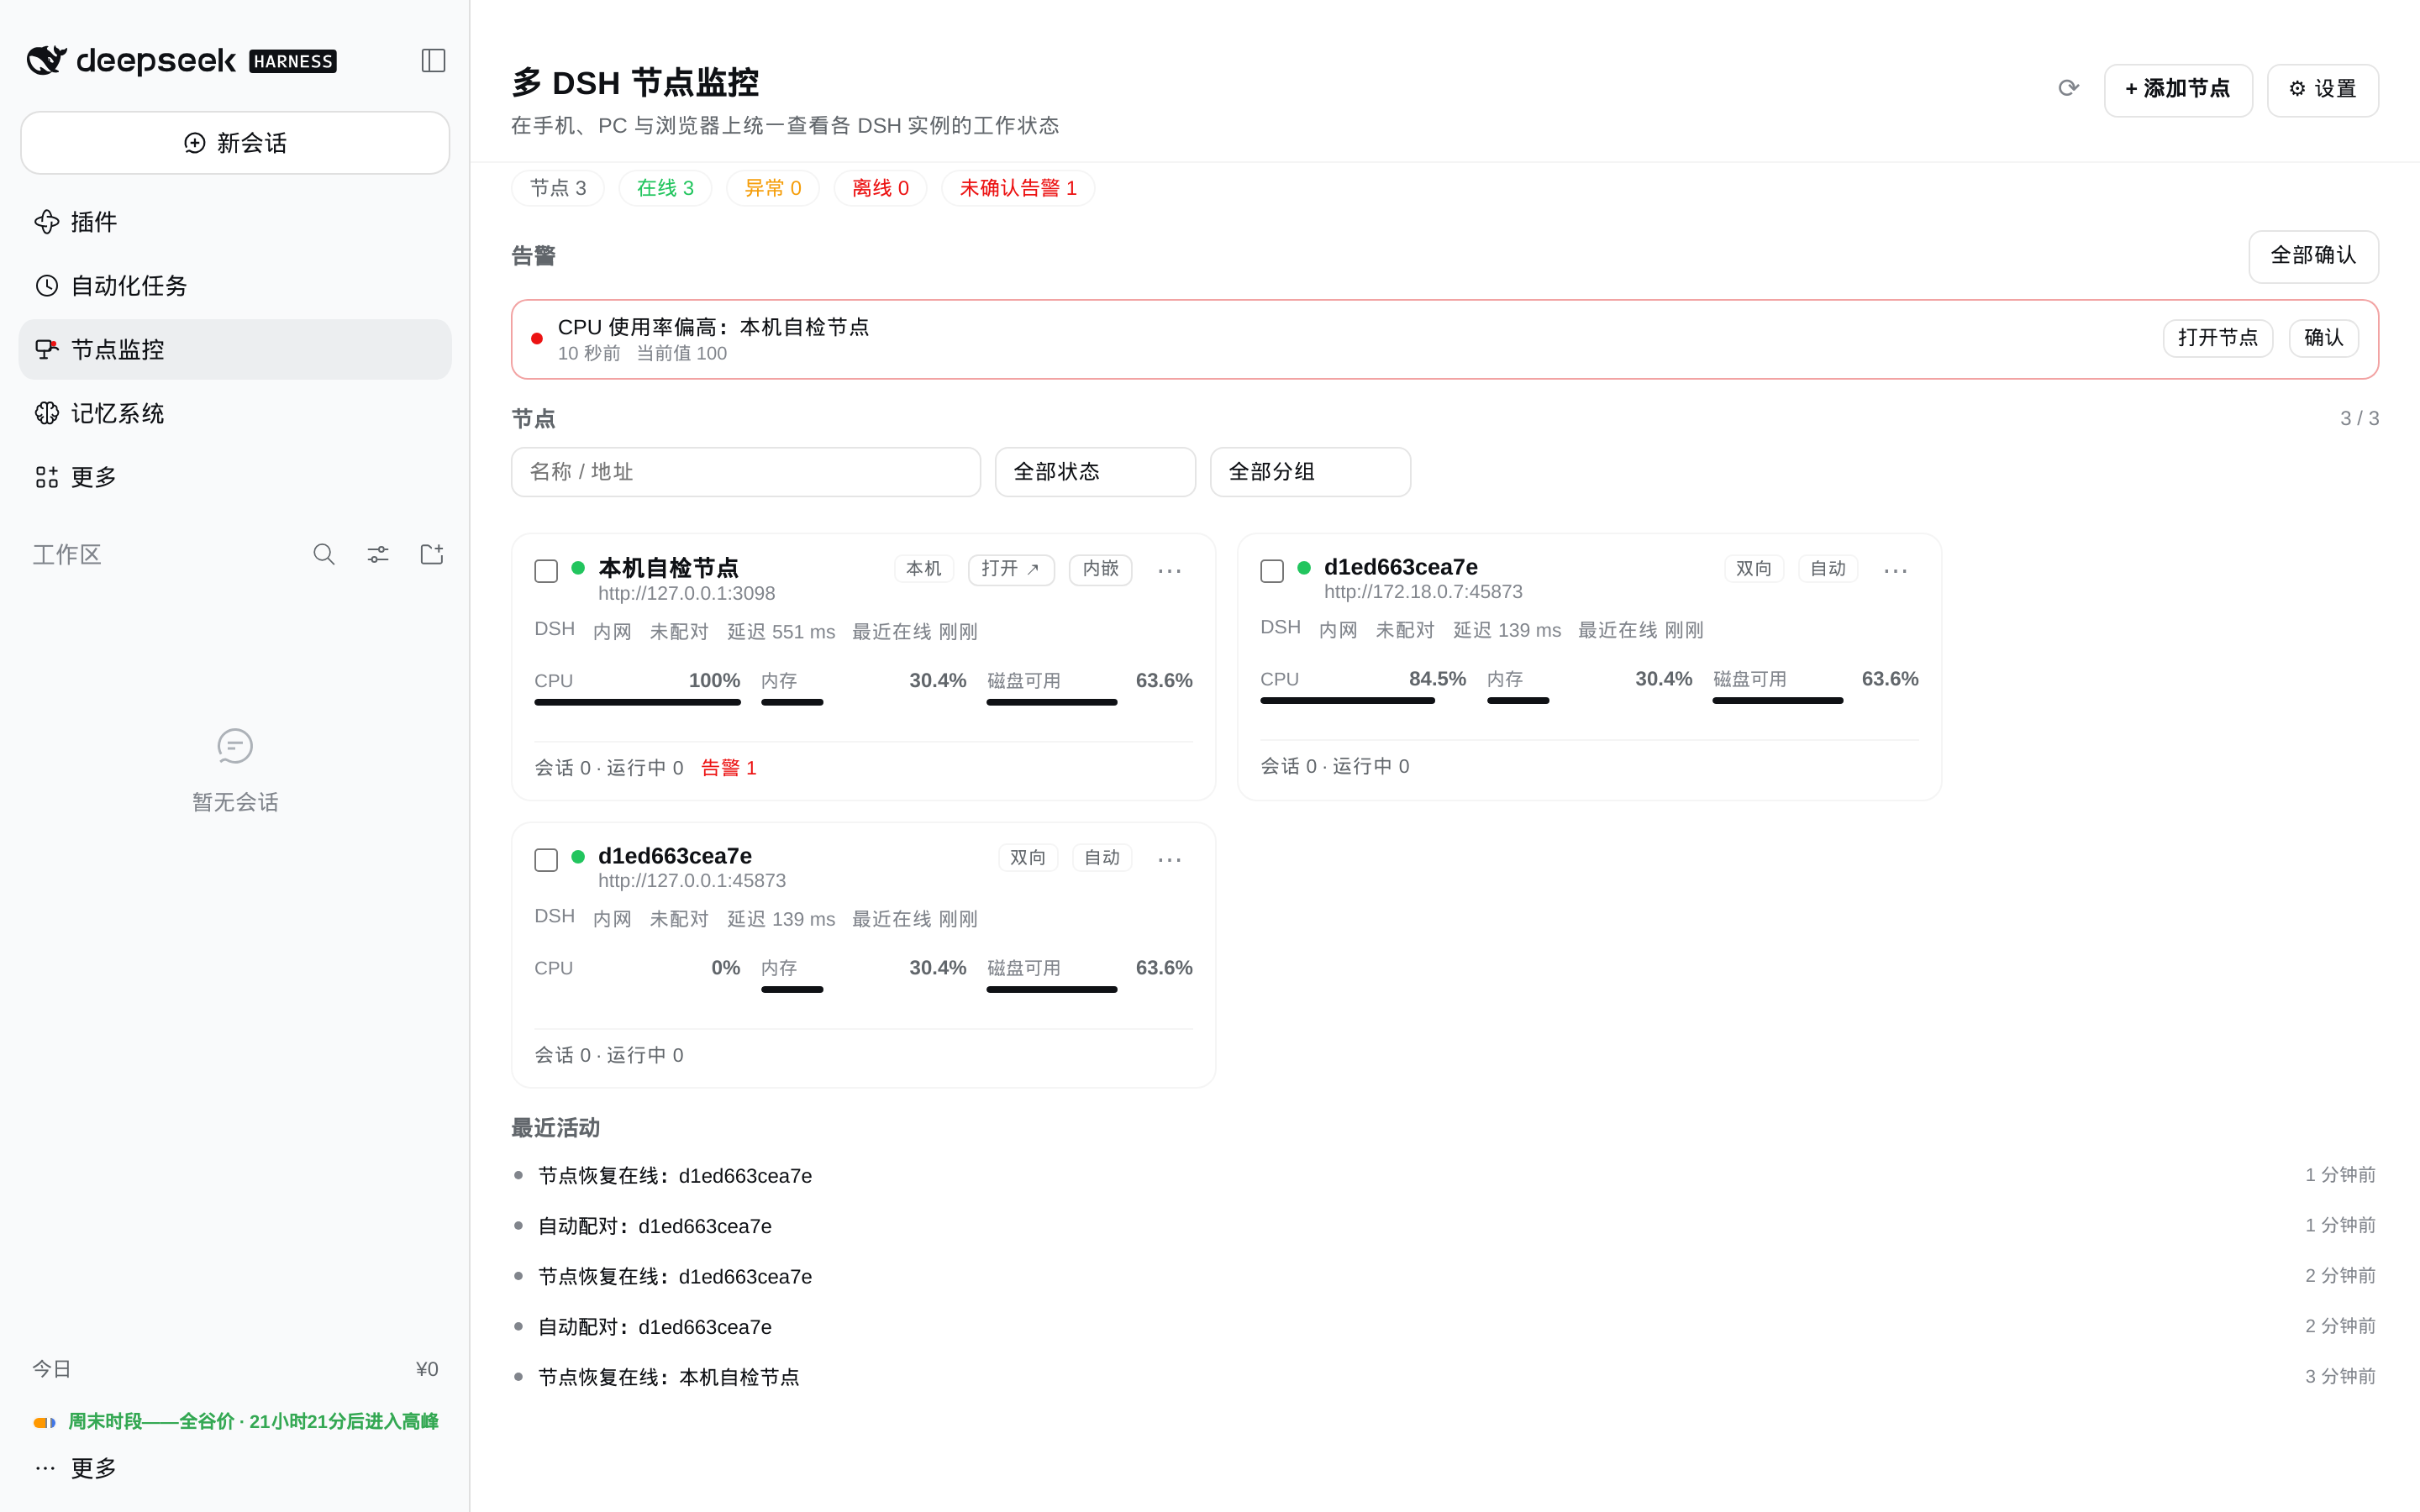 deepseek HARNESS
新会话
插件
自动化任务
节点监控
记忆系统
更多
工作区
暂无会话
今日 ¥0
周末时段——全谷价 · 21小时21分后进入高峰
更多
多 DSH 节点监控
在手机、PC 与浏览器上统一查看各 DSH 实例的工作状态
+ 添加节点 设置
节点 3 在线 3 异常 0 离线 0 未确认告警 1
告警 全部确认
CPU 使用率偏高：本机自检节点
10 秒前 当前值 100
打开节点 确认
节点 3 / 3
名称 / 地址 全部状态 全部分组
本机自检节点 本机 打开 ↗ 内嵌 ···
http://127.0.0.1:3098
DSH 内网 未配对 延迟 551 ms 最近在线 刚刚
CPU 100% 内存 30.4% 磁盘可用 63.6%
会话 0 · 运行中 0 告警 1
d1ed663cea7e 双向 自动 ···
http://172.18.0.7:45873
DSH 内网 未配对 延迟 139 ms 最近在线 刚刚
CPU 84.5% 内存 30.4% 磁盘可用 63.6%
会话 0 · 运行中 0
d1ed663cea7e 双向 自动 ···
http://127.0.0.1:45873
DSH 内网 未配对 延迟 139 ms 最近在线 刚刚
CPU 0% 内存 30.4% 磁盘可用 63.6%
会话 0 · 运行中 0
最近活动
节点恢复在线：d1ed663cea7e 1 分钟前
自动配对：d1ed663cea7e 1 分钟前
节点恢复在线：d1ed663cea7e 2 分钟前
自动配对：d1ed663cea7e 2 分钟前
节点恢复在线：本机自检节点 3 分钟前